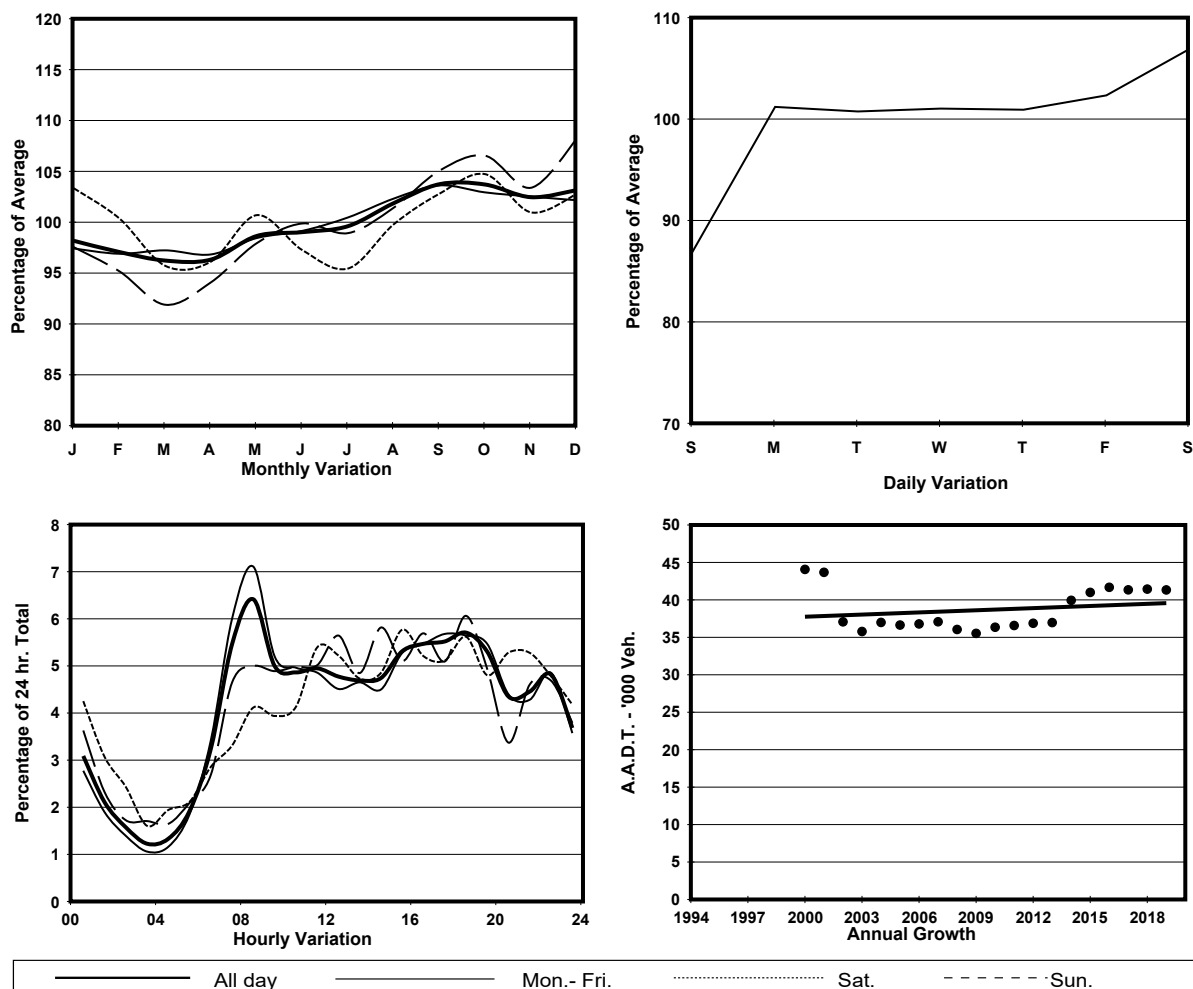 120
115
110
105
100
95
90
85
80
Percentage of Average
J F M A M J J A S O N D
Monthly Variation
110
100
90
80
70
Percentage of Average
S M T W T F S
Daily Variation
8
7
6
5
4
3
2
1
0
Percentage of 24 hr. Total
00 04 08 12 16 20 24
Hourly Variation
50
45
40
35
30
25
20
15
10
5
0
A.A.D.T. - '000 Veh.
1994 1997 2000 2003 2006 2009 2012 2015 2018
Annual Growth
All day Mon.- Fri. Sat. Sun.